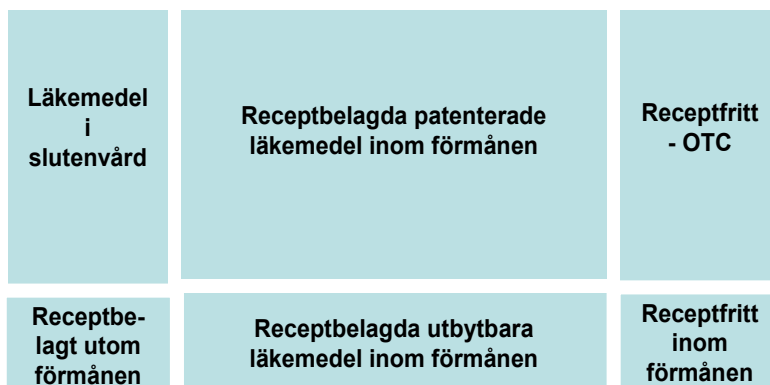 Läkemedel
i
slutenvård
Receptbelagda patenterade
läkemedel inom förmånen
Receptfritt
- OTC
Receptbe-
lagt utom
förmånen
Receptbelagda utbytbara
läkemedel inom förmånen
Receptfritt
inom
förmånen